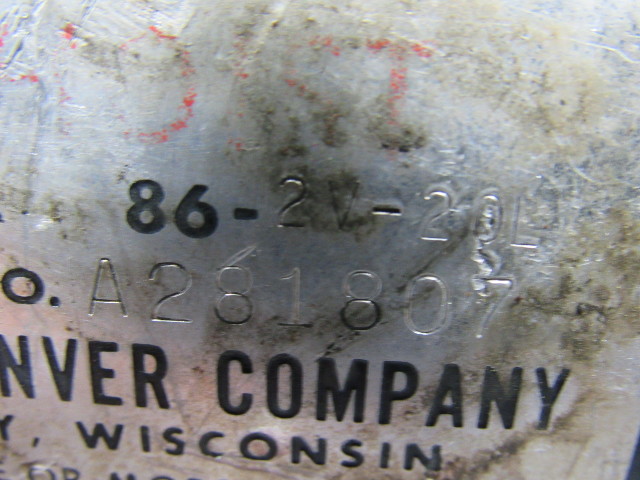 86-2V-20L
O. A281807
NVER COMPANY
Y, WISCONSIN